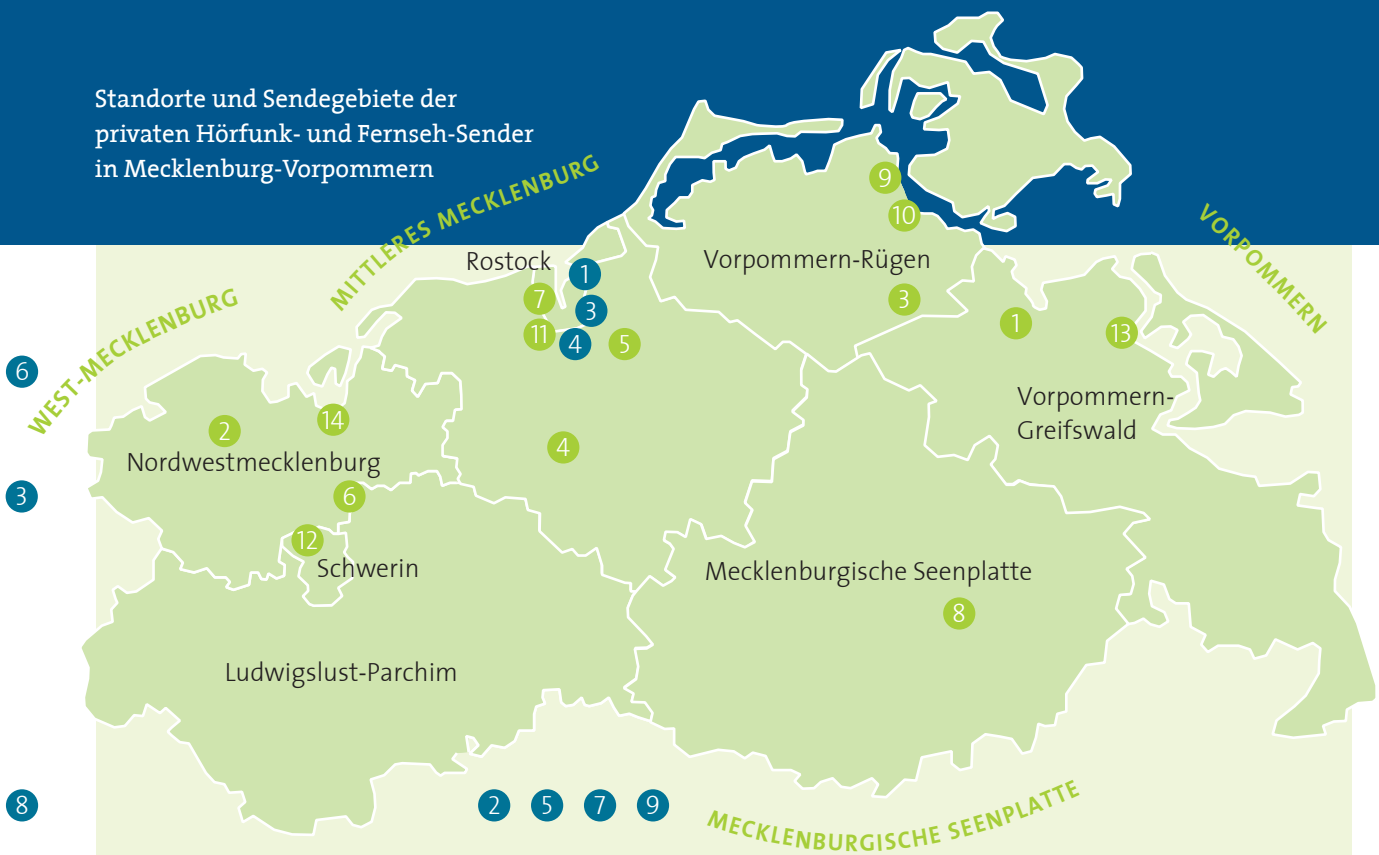 Standorte und Sendegebiete der
privaten Hörfunk- und Fernseh-Sender
in Mecklenburg-Vorpommern
WEST-MECKLENBURG
MITTLERES MECKLENBURG
VORPOMMERN
9
10
Rostock
1
Vorpommern-Rügen
7
3
3
1
13
11
4
5
6
Vorpommern-
Greifswald
2
14
Nordwestmecklenburg
4
3
6
12
Schwerin
Mecklenburgische Seenplatte
8
Ludwigslust-Parchim
8
2
5
7
9
MECKLENBURGISCHE SEENPLATTE